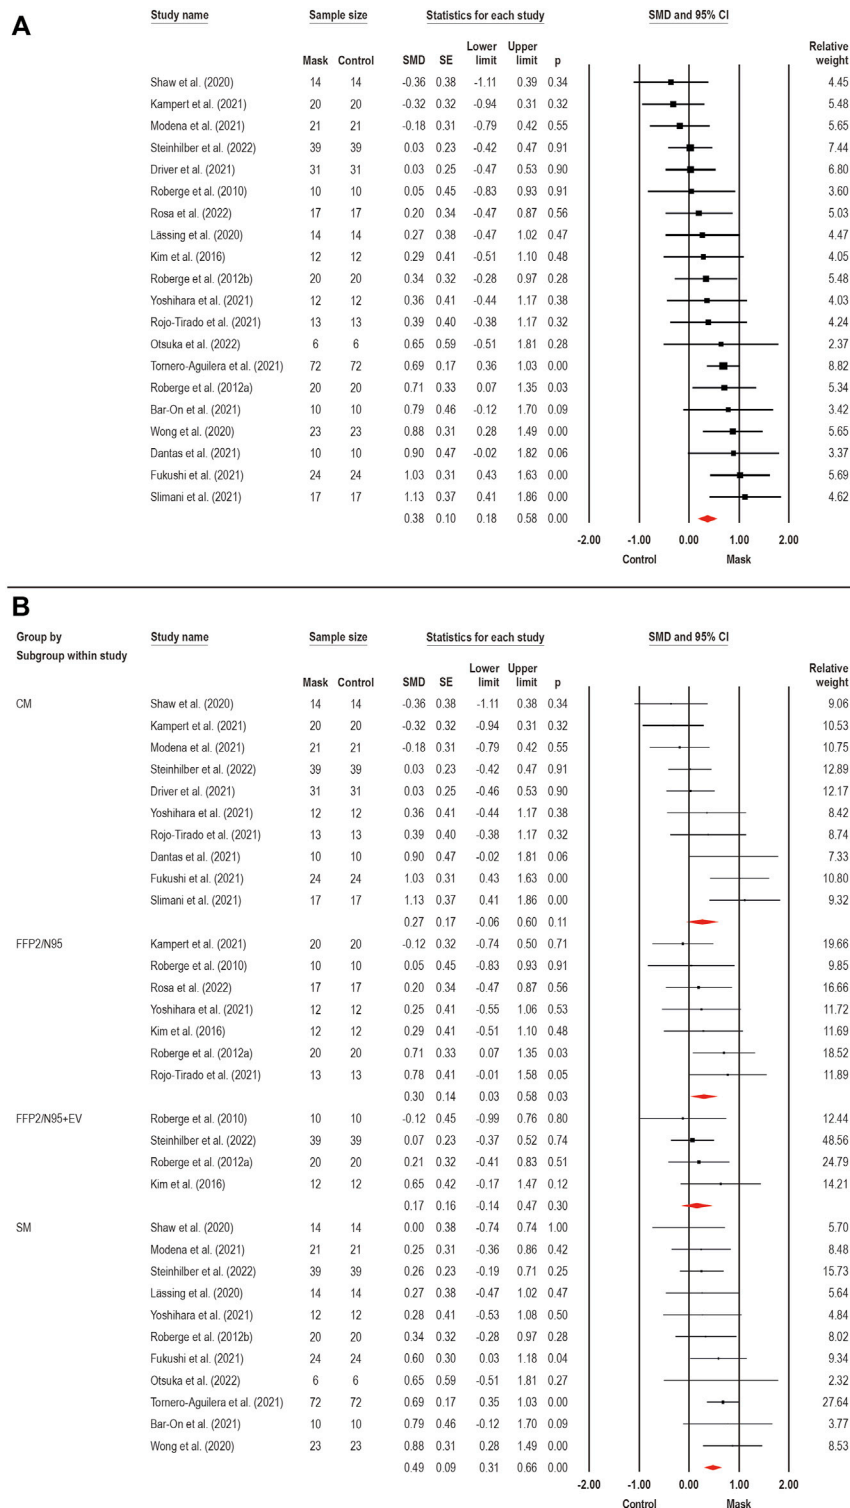 A
Study name Sample size Statistics for each study SMD and 95% CI
Lower Upper Relative
Mask Control SMD SE limit limit p weight
Shaw et al. (2020) 14 14 -0.36 0.38 -1.11 0.39 0.34 4.45
Kampert et al. (2021) 20 20 -0.32 0.32 -0.94 0.31 0.32 5.48
Modena et al. (2021) 21 21 -0.18 0.31 -0.79 0.42 0.55 5.65
Steinhilber et al. (2022) 39 39 0.03 0.23 -0.42 0.47 0.91 7.44
Driver et al. (2021) 31 31 0.03 0.25 -0.47 0.53 0.90 6.80
Roberge et al. (2010) 10 10 0.05 0.45 -0.83 0.93 0.91 3.60
Rosa et al. (2022) 17 17 0.20 0.34 -0.47 0.87 0.56 5.03
Lässing et al. (2020) 14 14 0.27 0.38 -0.47 1.02 0.47 4.47
Kim et al. (2016) 12 12 0.29 0.41 -0.51 1.10 0.48 4.05
Roberge et al. (2012b) 20 20 0.34 0.32 -0.28 0.97 0.28 5.48
Yoshihara et al. (2021) 12 12 0.36 0.41 -0.44 1.17 0.38 4.03
Rojo-Tirado et al. (2021) 13 13 0.39 0.40 -0.38 1.17 0.32 4.24
Otsuka et al. (2022) 6 6 0.65 0.59 -0.51 1.81 0.28 2.37
Tornero-Aguilera et al. (2021) 72 72 0.69 0.17 0.36 1.03 0.00 8.82
Roberge et al. (2012a) 20 20 0.71 0.33 0.07 1.35 0.03 5.34
Bar-On et al. (2021) 10 10 0.79 0.46 -0.12 1.70 0.09 3.42
Wong et al. (2020) 23 23 0.88 0.31 0.28 1.49 0.00 5.65
Dantas et al. (2021) 10 10 0.90 0.47 -0.02 1.82 0.06 3.37
Fukushi et al. (2021) 24 24 1.03 0.31 0.43 1.63 0.00 5.69
Slimani et al. (2021) 17 17 1.13 0.37 0.41 1.86 0.00 4.62
0.38 0.10 0.18 0.58 0.00
-2.00 -1.00 0.00 1.00 2.00
Control Mask
B
Group by Study name Sample size Statistics for each study SMD and 95% CI
Subgroup within study
Lower Upper Relative
Mask Control SMD SE limit limit p weight
CM Shaw et al. (2020) 14 14 -0.36 0.38 -1.11 0.38 0.34 9.06
Kampert et al. (2021) 20 20 -0.32 0.32 -0.94 0.31 0.32 10.53
Modena et al. (2021) 21 21 -0.18 0.31 -0.79 0.42 0.55 10.75
Steinhilber et al. (2022) 39 39 0.03 0.23 -0.42 0.47 0.91 12.89
Driver et al. (2021) 31 31 0.03 0.25 -0.46 0.53 0.90 12.17
Yoshihara et al. (2021) 12 12 0.36 0.41 -0.44 1.17 0.38 8.42
Rojo-Tirado et al. (2021) 13 13 0.39 0.40 -0.38 1.17 0.32 8.74
Dantas et al. (2021) 10 10 0.90 0.47 -0.02 1.81 0.06 7.33
Fukushi et al. (2021) 24 24 1.03 0.31 0.43 1.63 0.00 10.80
Slimani et al. (2021) 17 17 1.13 0.37 0.41 1.86 0.00 9.32
0.27 0.17 -0.06 0.60 0.11
FFP2/N95 Kampert et al. (2021) 20 20 -0.12 0.32 -0.74 0.50 0.71 19.66
Roberge et al. (2010) 10 10 0.05 0.45 -0.83 0.93 0.91 9.85
Rosa et al. (2022) 17 17 0.20 0.34 -0.47 0.87 0.56 16.66
Yoshihara et al. (2021) 12 12 0.25 0.41 -0.55 1.06 0.53 11.72
Kim et al. (2016) 12 12 0.29 0.41 -0.51 1.10 0.48 11.69
Roberge et al. (2012a) 20 20 0.71 0.33 0.07 1.35 0.03 18.52
Rojo-Tirado et al. (2021) 13 13 0.78 0.41 -0.01 1.58 0.05 11.89
0.30 0.14 0.03 0.58 0.03
FFP2/N95+EV Roberge et al. (2010) 10 10 -0.12 0.45 -0.99 0.76 0.80 12.44
Steinhilber et al. (2022) 39 39 0.07 0.23 -0.37 0.52 0.74 48.56
Roberge et al. (2012a) 20 20 0.21 0.32 -0.41 0.83 0.51 24.79
Kim et al. (2016) 12 12 0.65 0.42 -0.17 1.47 0.12 14.21
0.17 0.16 -0.14 0.47 0.30
SM Shaw et al. (2020) 14 14 0.00 0.38 -0.74 0.74 1.00 5.70
Modena et al. (2021) 21 21 0.25 0.31 -0.36 0.86 0.42 8.48
Steinhilber et al. (2022) 39 39 0.26 0.23 -0.19 0.71 0.25 15.73
Lässing et al. (2020) 14 14 0.27 0.38 -0.47 1.02 0.47 5.64
Yoshihara et al. (2021) 12 12 0.28 0.41 -0.53 1.08 0.50 4.84
Roberge et al. (2012b) 20 20 0.34 0.32 -0.28 0.97 0.28 8.02
Fukushi et al. (2021) 24 24 0.60 0.30 0.03 1.18 0.04 9.34
Otsuka et al. (2022) 6 6 0.65 0.59 -0.51 1.81 0.27 2.32
Tornero-Aguilera et al. (2021) 72 72 0.69 0.17 0.35 1.03 0.00 27.64
Bar-On et al. (2021) 10 10 0.79 0.46 -0.12 1.70 0.09 3.77
Wong et al. (2020) 23 23 0.88 0.31 0.28 1.49 0.00 8.53
0.49 0.09 0.31 0.66 0.00
-2.00 -1.00 0.00 1.00 2.00
Control Mask